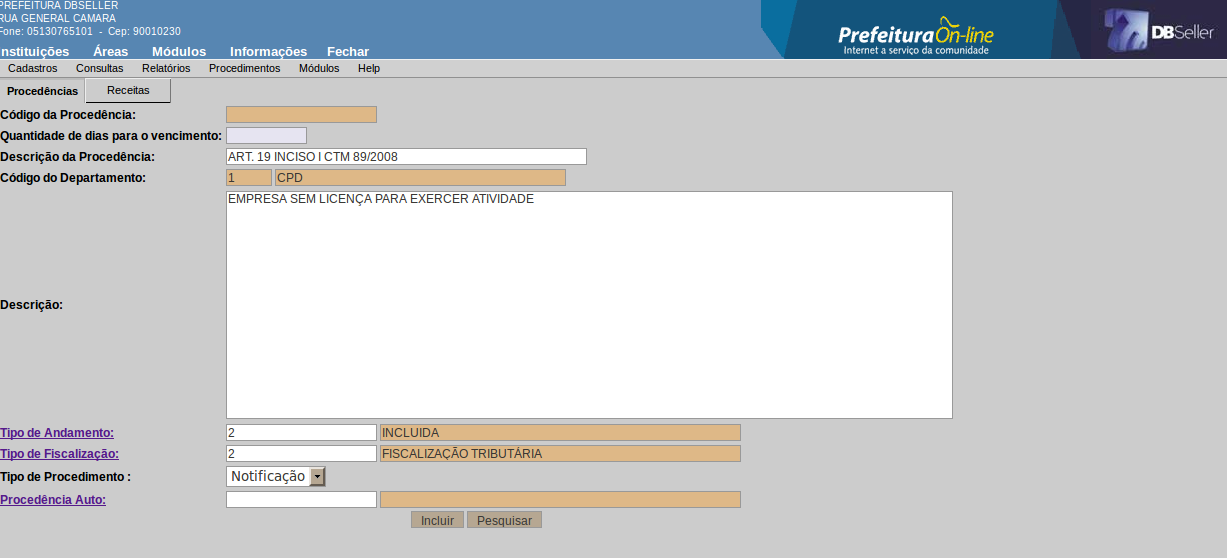 PREFEITURA DBSELLER
RUA GENERAL CAMARA
Fone: 05130765101 - Cep: 90010230
nstituições Áreas Módulos Informações Fechar
Prefeitura On-line
Internet a serviço da comunidade
DBSeller
Cadastros Consultas Relatórios Procedimentos Módulos Help
Procedências Receitas
Código da Procedência:
Quantidade de dias para o vencimento:
Descrição da Procedência: ART. 19 INCISO I CTM 89/2008
Código do Departamento: 1 CPD
EMPRESA SEM LICENÇA PARA EXERCER ATIVIDADE
Descrição:
Tipo de Andamento: 2 INCLUIDA
Tipo de Fiscalização: 2 FISCALIZAÇÃO TRIBUTÁRIA
Tipo de Procedimento : Notificação
Procedência Auto:
Incluir Pesquisar